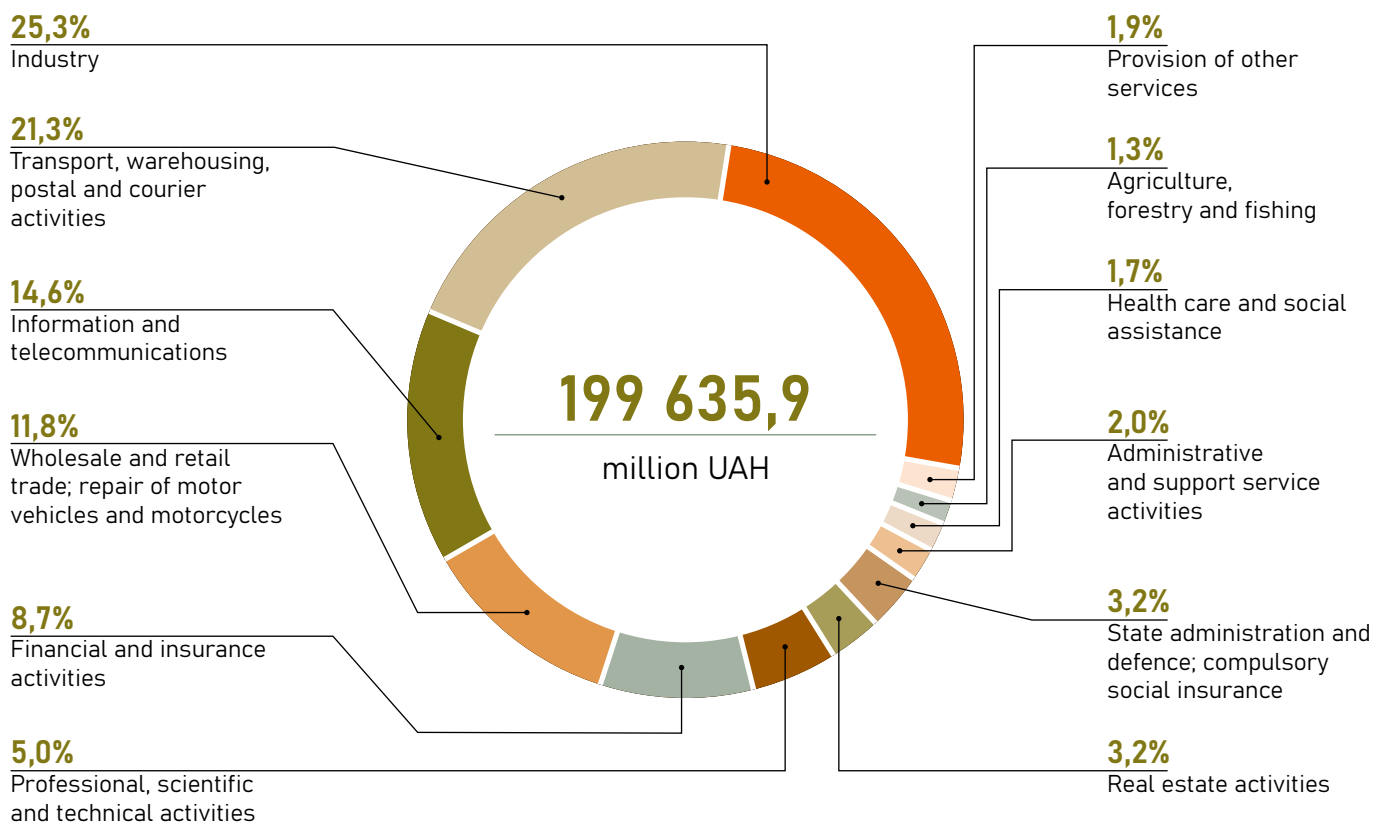 25,3%
Industry
21,3%
Transport, warehousing,
postal and courier
activities
14,6%
Information and
telecommunications
11,8%
Wholesale and retail
trade; repair of motor
vehicles and motorcycles
8,7%
Financial and insurance
activities
5,0%
Professional, scientific
and technical activities
199 635,9
million UAH
1,9%
Provision of other
services
1,3%
Agriculture,
forestry and fishing
1,7%
Health care and social
assistance
2,0%
Administrative
and support service
activities
3,2%
State administration and
defence; compulsory
social insurance
3,2%
Real estate activities